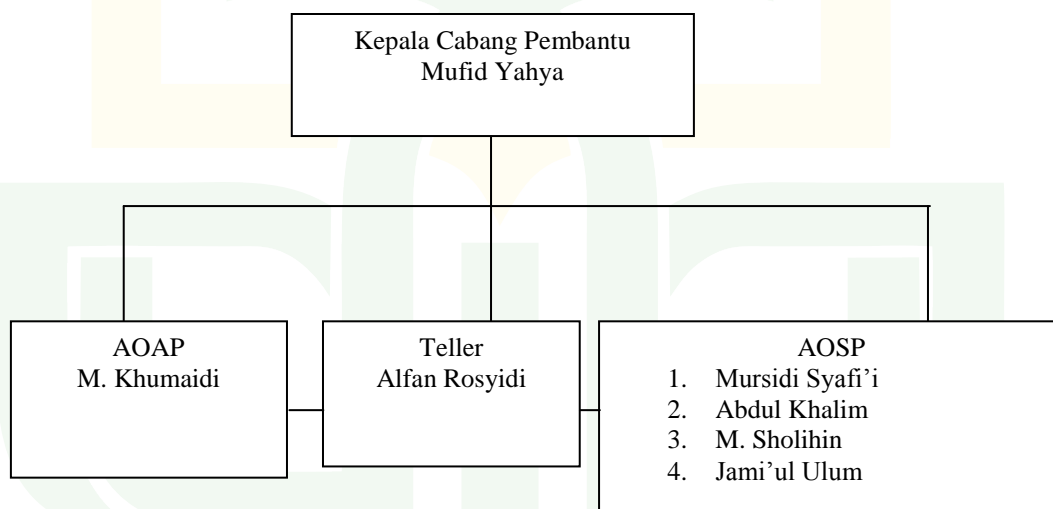 Kepala Cabang Pembantu
Mufid Yahya
AOAP
M. Khumaidi
Teller
Alfan Rosyidi
AOSP
1. Mursidi Syafi’i
2. Abdul Khalim
3. M. Sholihin
4. Jami’ul Ulum